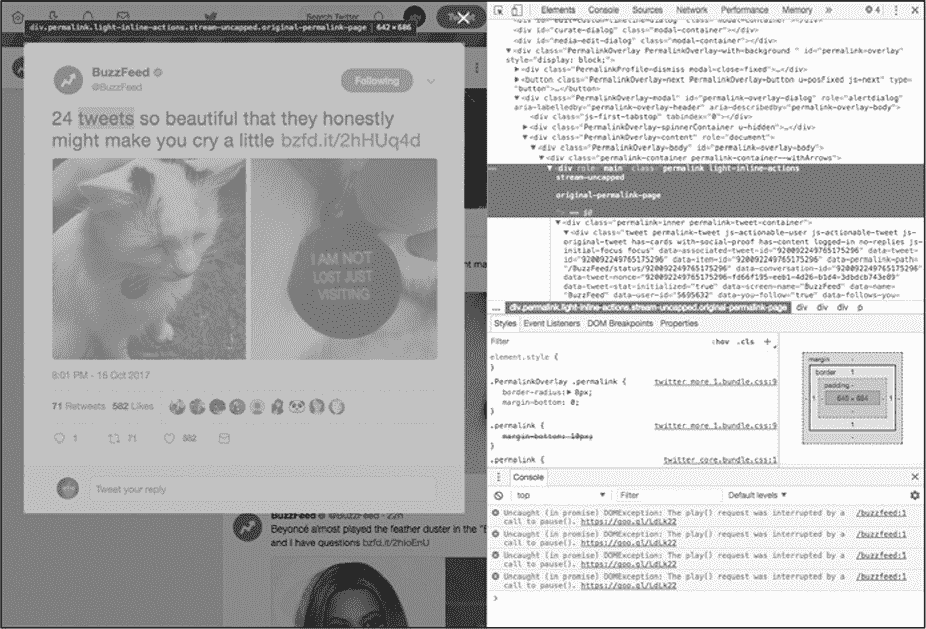 Search Twitter
div.permalink.light-inline-actions.stream-uncapped.original-permalink-page | 642 × 686
BuzzFeed
@BuzzFeed
Following
24 tweets so beautiful that they honestly
might make you cry a little bzfd.it/2hHUq4d
I AM NOT
LOST JUST
VISITING
8:01 PM - 16 Oct 2017
71 Retweets 582 Likes
1 71 582
Tweet your reply
BuzzFeed @BuzzFeed - 22h
Beyoncé almost played the feather duster in the "B
and I have questions bzfd.it/2hIoEnU
Elements Console Sources Network Performance Memory » 4
<div id="curate-dialog" class="modal-container"></div>
<div id="media-edit-dialog" class="modal-container"></div>
▼<div class="PermalinkOverlay PermalinkOverlay-with-background " id="permalink-overlay"
style="display: block;">
▶<div class="PermalinkProfile-dismiss modal-close-fixed">…</div>
▶<button class="PermalinkOverlay-next PermalinkOverlay-button u-posFixed js-next" type=
"button">…</button>
▼<div class="PermalinkOverlay-modal" id="permalink-overlay-dialog" role="alertdialog"
aria-labelledby="permalink-overlay-header" aria-describedby="permalink-overlay-body">
<div class="js-first-tabstop" tabindex="0"></div>
▶<div class="PermalinkOverlay-spinnerContainer u-hidden">…</div>
▼<div class="PermalinkOverlay-content" role="document">
▼<div class="PermalinkOverlay-body" id="permalink-overlay-body">
▼<div class="permalink-container permalink-container--withArrows">
▼<div role="main" class="permalink light-inline-actions
stream-uncapped
original-permalink-page
" == $0
▼<div class="permalink-inner permalink-tweet-container">
▼<div class="tweet permalink-tweet js-actionable-user js-actionable-tweet js-
original-tweet has-cards with-social-proof has-content logged-in no-replies js-
initial-focus focus" data-associated-tweet-id="920092249765175296" data-tweet-
id="920092249765175296" data-item-id="920092249765175296" data-permalink-path=
"/BuzzFeed/status/920092249765175296" data-conversation-id="920092249765175296"
data-tweet-stat-initialized="true" data-screen-name="BuzzFeed" data-name=
"BuzzFeed" data-user-id="5695632" data-you-follow="true" data-follows-you=
... div.permalink.light-inline-actions.stream-uncapped.original-permalink-page div div div p
Styles Event Listeners DOM Breakpoints Properties
Filter :hov .cls +
element.style {
}
.PermalinkOverlay .permalink { twitter_more_1.bundle.css:9
border-radius:▶ 8px;
margin-bottom: 0;
}
.permalink { twitter_more_1.bundle.css:9
margin-bottom: 10px;
}
.permalink { twitter_core.bundle.css:1
margin -
border 1
padding -
1 - 640 × 684 - 1
1
Console
top ▼ Filter Default levels ▼
Uncaught (in promise) DOMException: The play() request was interrupted by a /buzzfeed:1
call to pause(). https://goo.gl/LdLk22
Uncaught (in promise) DOMException: The play() request was interrupted by a /buzzfeed:1
call to pause(). https://goo.gl/LdLk22
Uncaught (in promise) DOMException: The play() request was interrupted by a /buzzfeed:1
call to pause(). https://goo.gl/LdLk22
Uncaught (in promise) DOMException: The play() request was interrupted by a /buzzfeed:1
call to pause(). https://goo.gl/LdLk22